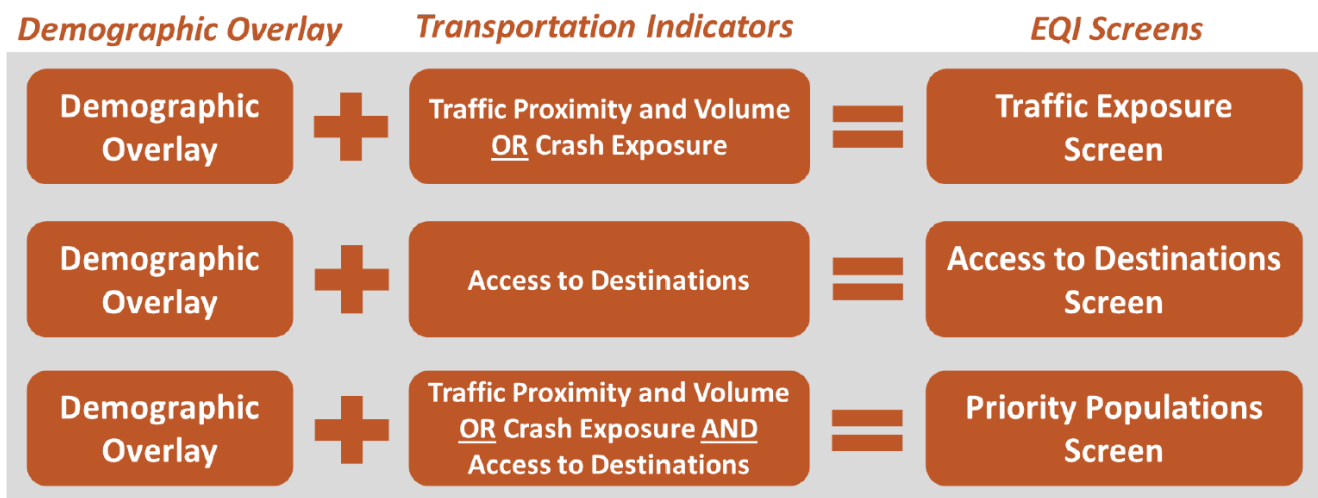 Demographic Overlay
Transportation Indicators
EQI Screens
Demographic
Overlay
Traffic Proximity and Volume
OR Crash Exposure
Traffic Exposure
Screen
Demographic
Overlay
Access to Destinations
Access to Destinations
Screen
Demographic
Overlay
Traffic Proximity and Volume
OR Crash Exposure AND
Access to Destinations
Priority Populations
Screen